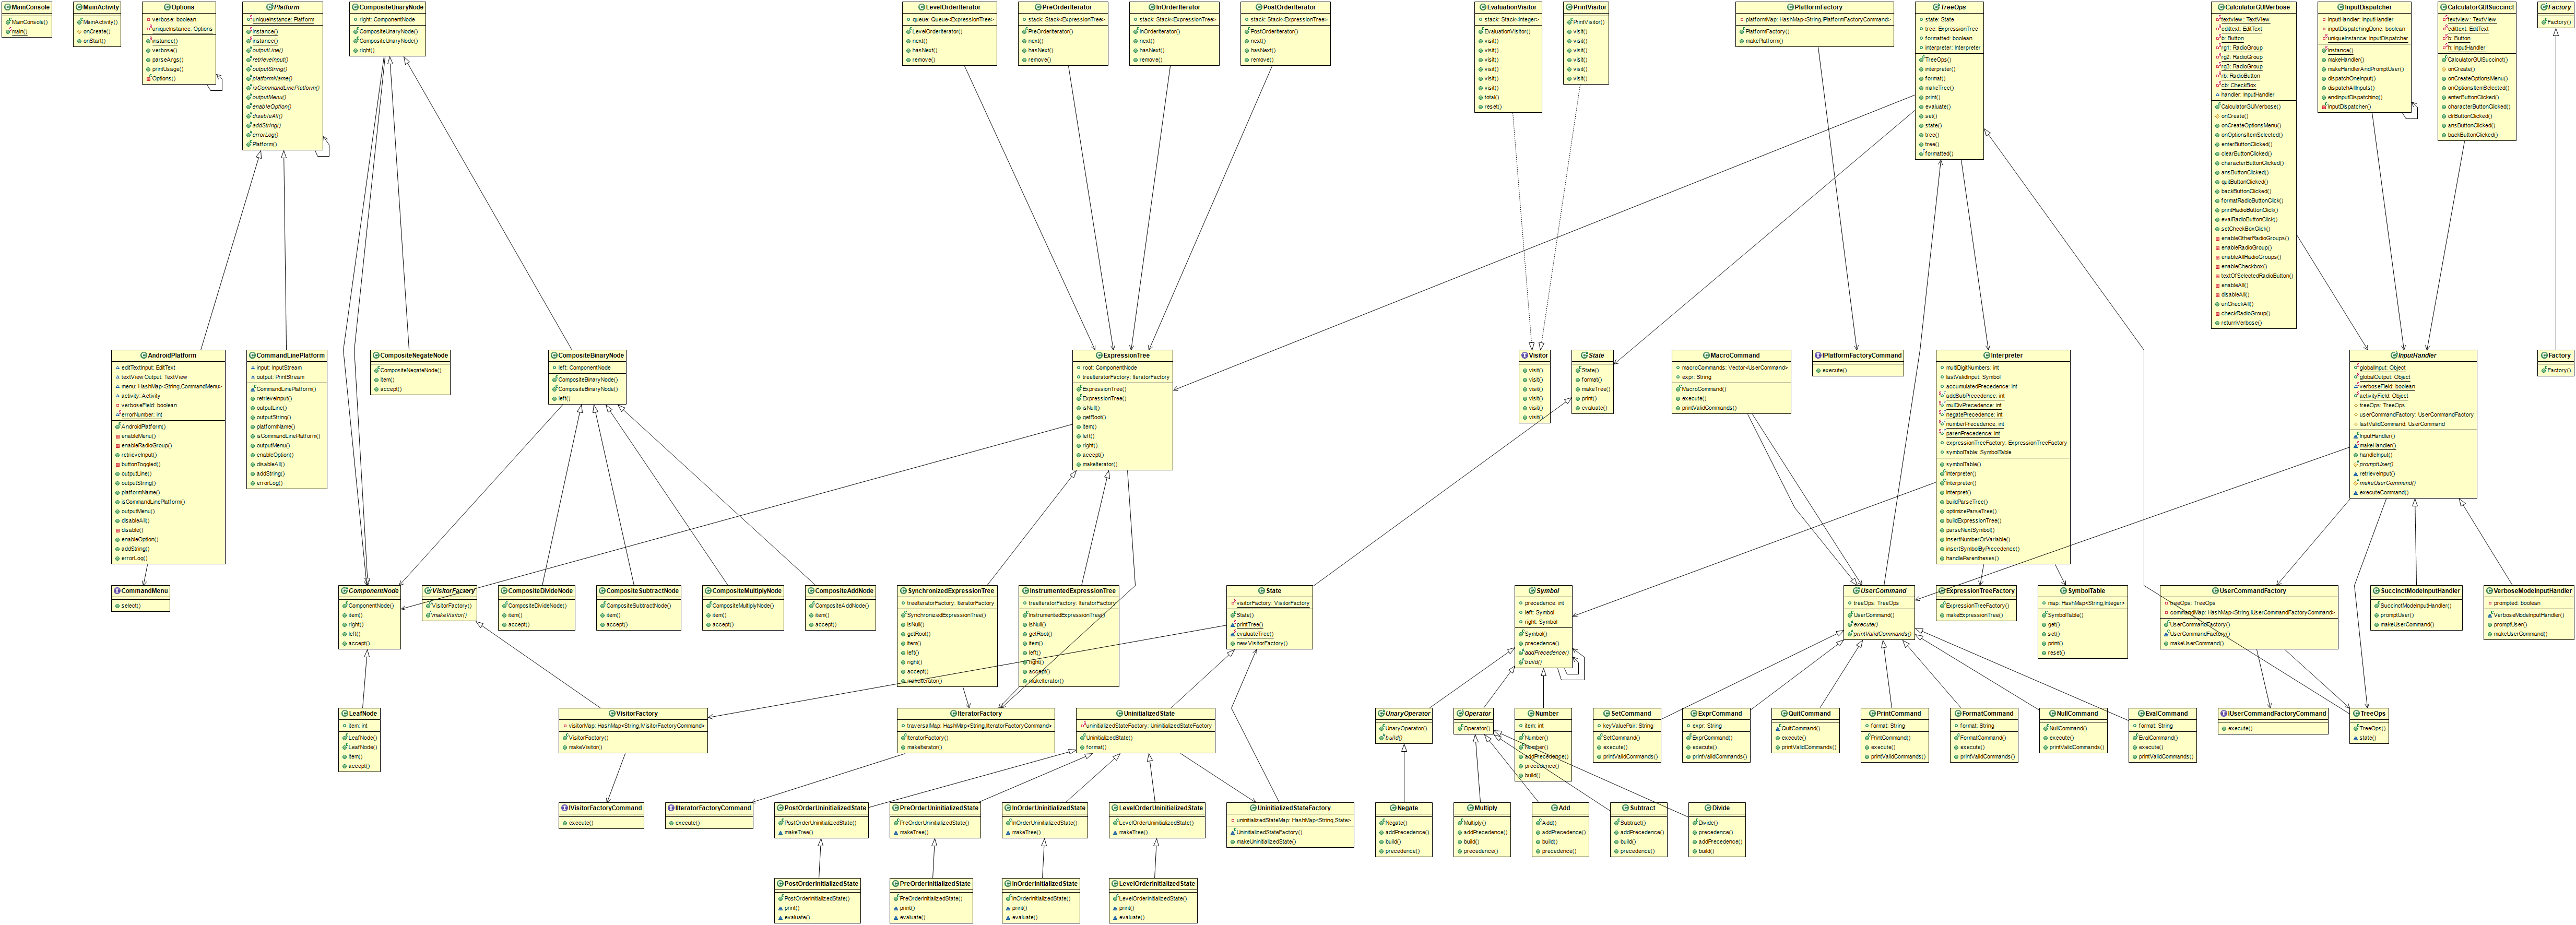 MainConsole
MainConsole()
main()
MainActivity
MainActivity()
onCreate()
onStart()
Options
verbose: boolean
uniqueInstance: Options
instance()
verbose()
parseArgs()
printUsage()
Options()
Platform
uniqueInstance: Platform
instance()
instance()
outputLine()
retrieveInput()
outputString()
platformName()
isCommandLinePlatform()
outputMenu()
enableOption()
disableAll()
addString()
errorLog()
Platform()
CompositeUnaryNode
right: ComponentNode
CompositeUnaryNode()
CompositeUnaryNode()
right()
LevelOrderIterator
queue: Queue<ExpressionTree>
LevelOrderIterator()
next()
hasNext()
remove()
PreOrderIterator
stack: Stack<ExpressionTree>
PreOrderIterator()
next()
hasNext()
remove()
InOrderIterator
stack: Stack<ExpressionTree>
InOrderIterator()
next()
hasNext()
remove()
PostOrderIterator
stack: Stack<ExpressionTree>
PostOrderIterator()
next()
hasNext()
remove()
EvaluationVisitor
stack: Stack<Integer>
EvaluationVisitor()
visit()
visit()
visit()
visit()
visit()
visit()
total()
reset()
PrintVisitor
PrintVisitor()
visit()
visit()
visit()
visit()
visit()
visit()
PlatformFactory
platformMap: HashMap<String,IPlatformFactoryCommand>
PlatformFactory()
makePlatform()
TreeOps
state: State
tree: ExpressionTree
formatted: boolean
interpreter: Interpreter
TreeOps()
interpreter()
format()
makeTree()
print()
evaluate()
set()
state()
tree()
tree()
formatted()
CalculatorGUIVerbose
textview: TextView
editext: EditText
b: Button
rg1: RadioGroup
rg2: RadioGroup
rg3: RadioGroup
rb: RadioButton
cb: CheckBox
handler: InputHandler
CalculatorGUIVerbose()
onCreate()
onCreateOptionsMenu()
onOptionsItemSelected()
enterButtonClicked()
clearButtonClicked()
characterButtonClicked()
ansButtonClicked()
quitButtonClicked()
backButtonClicked()
formatRadioButtonClick()
printRadioButtonClick()
evalRadioButtonClick()
setCheckBoxClick()
enableOtherRadioGroups()
enableRadioGroup()
enableAllRadioGroups()
enableCheckbox()
textOfSelectedRadioButton()
enableAll()
disableAll()
unCheckAll()
checkRadioGroup()
returnVerbose()
InputDispatcher
inputHandler: InputHandler
inputDispatchingDone: boolean
uniqueInstance: InputDispatcher
instance()
makeHandler()
makeHandlerAndPromptUser()
dispatchOneInput()
dispatchAllInputs()
endInputDispatching()
InputDispatcher()
CalculatorGUISuccinct
textview: TextView
editext: EditText
b: Button
h: InputHandler
CalculatorGUISuccinct()
onCreate()
onCreateOptionsMenu()
onOptionsItemSelected()
enterButtonClicked()
characterButtonClicked()
clrButtonClicked()
ansButtonClicked()
backButtonClicked()
Factory
Factory()
AndroidPlatform
editTextInput: EditText
textView Output: TextView
menu: HashMap<String,CommandMenu>
activity: Activity
verboseField: boolean
errorNumber: int
AndroidPlatform()
enableMenu()
enableRadioGroup()
retrieveInput()
buttonToggled()
outputLine()
outputString()
platformName()
isCommandLinePlatform()
outputMenu()
disableAll()
disable()
enableOption()
addString()
errorLog()
CommandLinePlatform
input: InputStream
output: PrintStream
CommandLinePlatform()
retrieveInput()
outputLine()
outputString()
platformName()
isCommandLinePlatform()
outputMenu()
enableOption()
disableAll()
addString()
errorLog()
CompositeNegateNode
CompositeNegateNode()
item()
accept()
CompositeBinaryNode
left: ComponentNode
CompositeBinaryNode()
CompositeBinaryNode()
left()
ExpressionTree
root: ComponentNode
treeIteratorFactory: IteratorFactory
ExpressionTree()
ExpressionTree()
isNull()
getRoot()
item()
left()
right()
accept()
makeIterator()
Visitor
visit()
visit()
visit()
visit()
visit()
visit()
State
State()
format()
makeTree()
print()
evaluate()
MacroCommand
macroCommands: Vector<UserCommand>
expr: String
MacroCommand()
execute()
printValidCommands()
IPlatformFactoryCommand
execute()
Interpreter
multiDigitNumbers: int
lastValidInput: Symbol
accumulatedPrecedence: int
addSubPrecedence: int
mulDivPrecedence: int
negatePrecedence: int
numberPrecedence: int
parenPrecedence: int
expressionTreeFactory: ExpressionTreeFactory
symbolTable: SymbolTable
symbolTable()
Interpreter()
Interpreter()
interpret()
buildParseTree()
optimizeParseTree()
buildExpressionTree()
parseNextSymbol()
insertNumberOrVariable()
insertSymbolByPrecedence()
handleParentheses()
InputHandler
globalInput: Object
globalOutput: Object
verboseField: boolean
activityField: Object
treeOps: TreeOps
userCommandFactory: UserCommandFactory
lastValidCommand: UserCommand
InputHandler()
makeHandler()
handleInput()
promptUser()
retrieveInput()
makeUserCommand()
executeCommand()
Factory
Factory()
CommandMenu
select()
ComponentNode
ComponentNode()
item()
right()
left()
accept()
VisitorFactory
VisitorFactory()
makeVisitor()
CompositeDivideNode
CompositeDivideNode()
item()
accept()
CompositeSubtractNode
CompositeSubtractNode()
item()
accept()
CompositeMultiplyNode
CompositeMultiplyNode()
item()
accept()
CompositeAddNode
CompositeAddNode()
item()
accept()
SynchronizedExpressionTree
treeIteratorFactory: IteratorFactory
SynchronizedExpressionTree()
isNull()
getRoot()
item()
left()
right()
accept()
makeIterator()
InstrumentedExpressionTree
treeIteratorFactory: IteratorFactory
InstrumentedExpressionTree()
isNull()
getRoot()
item()
left()
right()
accept()
makeIterator()
State
visitorFactory: VisitorFactory
State()
printTree()
evaluateTree()
new VisitorFactory()
Symbol
precedence: int
left: Symbol
right: Symbol
Symbol()
precedence()
addPrecedence()
build()
UserCommand
treeOps: TreeOps
UserCommand()
execute()
printValidCommands()
ExpressionTreeFactory
ExpressionTreeFactory()
makeExpressionTree()
SymbolTable
map: HashMap<String,Integer>
SymbolTable()
get()
set()
print()
reset()
UserCommandFactory
treeOps: TreeOps
commandMap: HashMap<String,IUserCommandFactoryCommand>
UserCommandFactory()
UserCommandFactory()
makeUserCommand()
SuccinctModeInputHandler
SuccinctModeInputHandler()
promptUser()
makeUserCommand()
VerboseModeInputHandler
prompted: boolean
VerboseModeInputHandler()
promptUser()
makeUserCommand()
LeafNode
item: int
LeafNode()
LeafNode()
item()
accept()
VisitorFactory
visitorMap: HashMap<String,VisitorFactoryCommand>
VisitorFactory()
makeVisitor()
IteratorFactory
traversalMap: HashMap<String,IteratorFactoryCommand>
IteratorFactory()
makeIterator()
UninitializedState
uninitializedStateFactory: UninitializedStateFactory
UninitializedState()
format()
UnaryOperator
UnaryOperator()
build()
Operator
Operator()
Number
item: int
Number()
Number()
addPrecedence()
precedence()
build()
SetCommand
keyValuePair: String
SetCommand()
execute()
printValidCommands()
ExprCommand
expr: String
ExprCommand()
execute()
printValidCommands()
QuitCommand
QuitCommand()
execute()
printValidCommands()
PrintCommand
format: String
PrintCommand()
execute()
printValidCommands()
FormatCommand
format: String
FormatCommand()
execute()
printValidCommands()
NullCommand
NullCommand()
execute()
printValidCommands()
EvalCommand
format: String
EvalCommand()
execute()
printValidCommands()
IUserCommandFactoryCommand
execute()
TreeOps
TreeOps()
state()
IVisitorFactoryCommand
execute()
IIteratorFactoryCommand
execute()
PostOrderUninitializedState
PostOrderUninitializedState()
makeTree()
PreOrderUninitializedState
PreOrderUninitializedState()
makeTree()
InOrderUninitializedState
InOrderUninitializedState()
makeTree()
LevelOrderUninitializedState
LevelOrderUninitializedState()
makeTree()
UninitializedStateFactory
uninitializedStateMap: HashMap<String,State>
UninitializedStateFactory()
makeUninitializedState()
Negate
Negate()
addPrecedence()
build()
precedence()
Multiply
Multiply()
addPrecedence()
build()
precedence()
Add
Add()
addPrecedence()
build()
precedence()
Subtract
Subtract()
addPrecedence()
build()
precedence()
Divide
Divide()
precedence()
addPrecedence()
build()
PostOrderInitializedState
PostOrderInitializedState()
print()
evaluate()
PreOrderInitializedState
PreOrderInitializedState()
print()
evaluate()
InOrderInitializedState
InOrderInitializedState()
print()
evaluate()
LevelOrderInitializedState
LevelOrderInitializedState()
print()
evaluate()